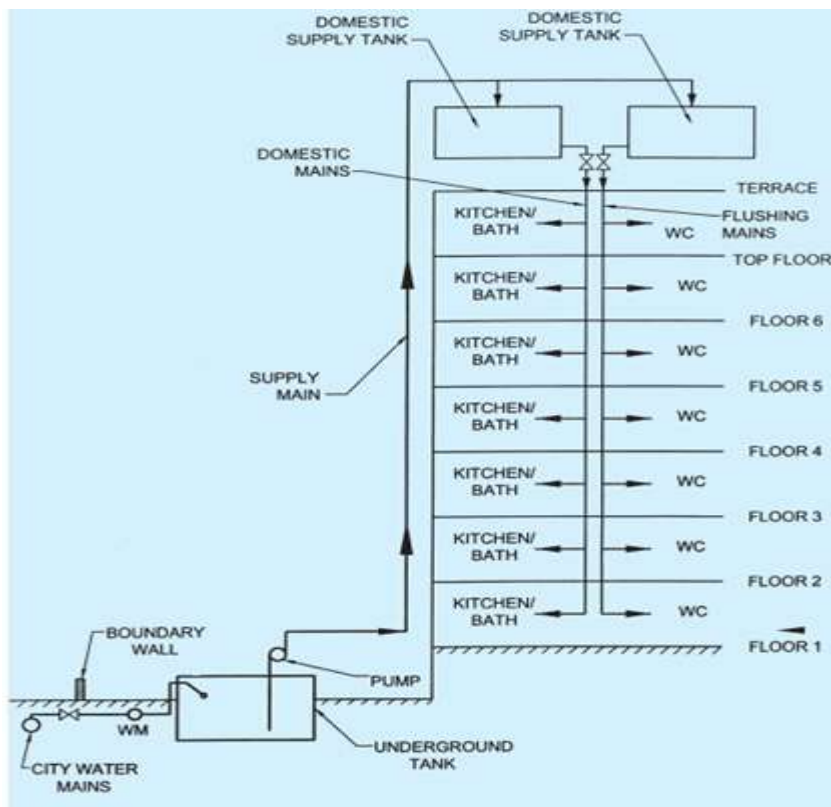 DOMESTIC
SUPPLY TANK
DOMESTIC
SUPPLY TANK
DOMESTIC
MAINS
TERRACE
KITCHEN/
BATH
FLUSHING
MAINS
WC
TOP FLOOR
KITCHEN/
BATH
WC
FLOOR 6
KITCHEN/
BATH
WC
SUPPLY
MAIN
FLOOR 5
KITCHEN/
BATH
WC
FLOOR 4
KITCHEN/
BATH
WC
FLOOR 3
KITCHEN/
BATH
WC
FLOOR 2
KITCHEN/
BATH
WC
FLOOR 1
BOUNDARY
WALL
PUMP
WM
UNDERGROUND
TANK
CITY WATER
MAINS